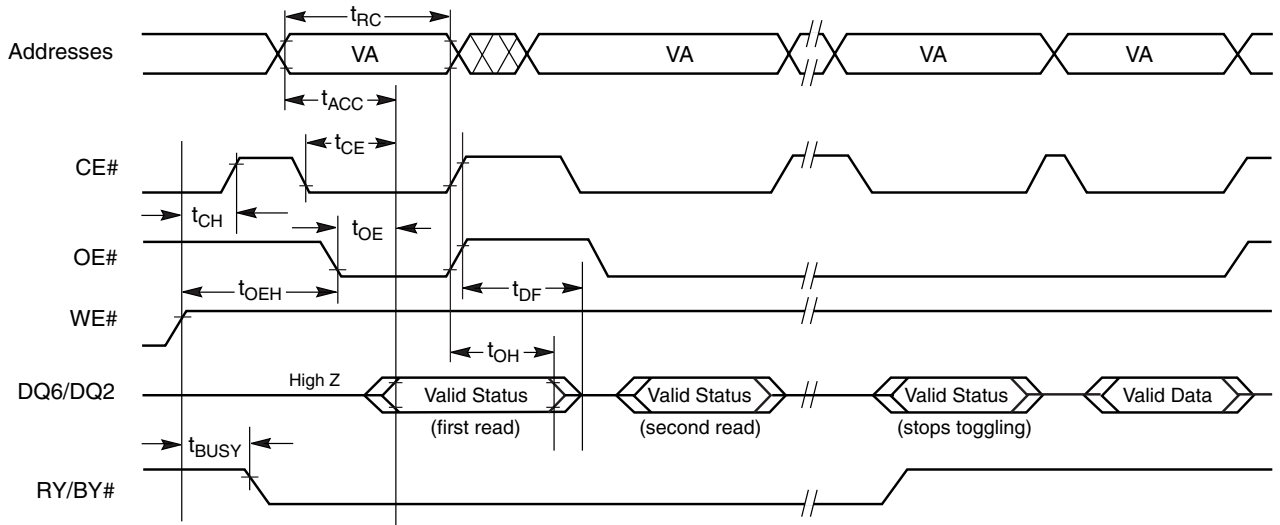 tRC
Addresses VA VA VA VA
tACC
tCE
CE#
tCH tOE
OE#
tOEH tDF
WE#
tOH
High Z
DQ6/DQ2 Valid Status Valid Status Valid Status Valid Data
(first read) (second read) (stops toggling)
tBUSY
RY/BY#